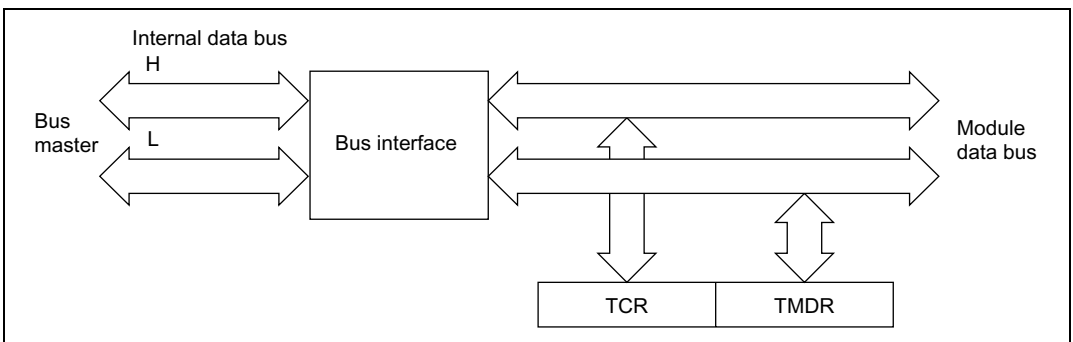 Internal data bus
H
Bus
master
L
Bus interface
Module
data bus
TCR
TMDR